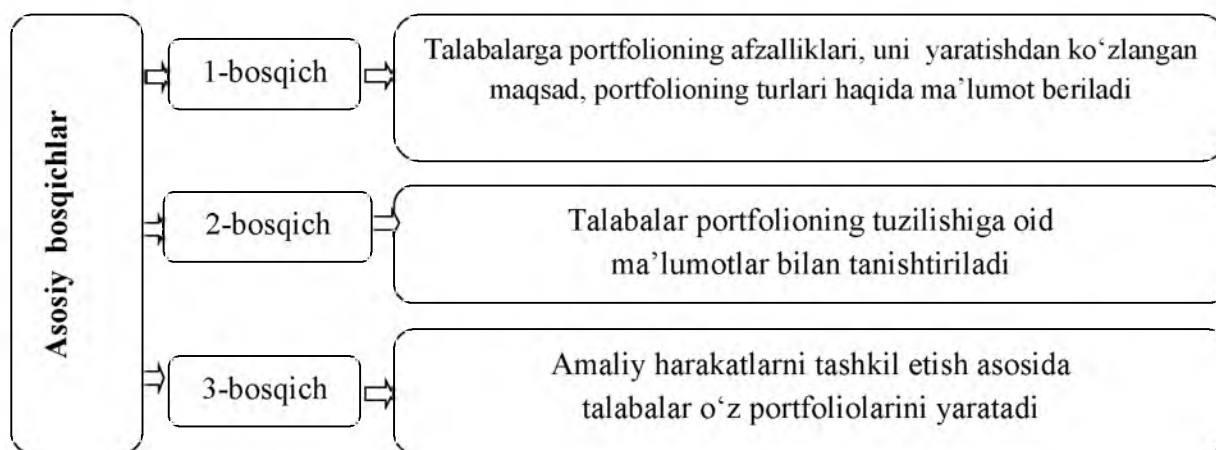 Asosiy bosqichlar
1-bosqich
Talabalarga portfolioning afzalliklari, uni yaratishdan ko‘zlangan
maqsad, portfolioning turlari haqida ma’lumot beriladi
2-bosqich
Talabalar portfolioning tuzilishiga oid
ma’lumotlar bilan tanishtiriladi
3-bosqich
Amaliy harakatlarni tashkil etish asosida
talabalar o‘z portfoliolarini yaratadi